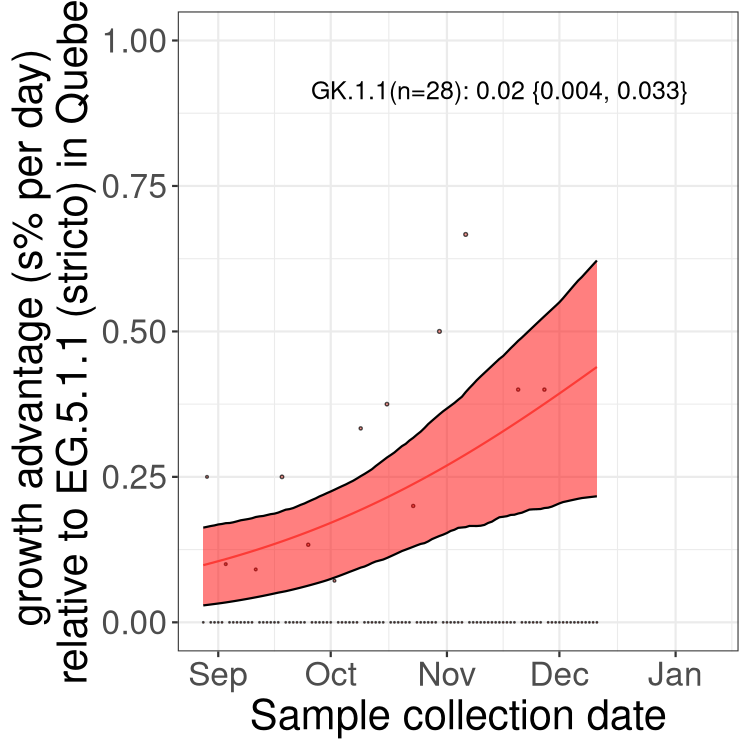 growth advantage (s% per day)
relative to EG.5.1.1 (stricto) in Quebe
1.00
0.75
0.50
0.25
0.00
GK.1.1(n=28): 0.02 {0.004, 0.033}
Sep Oct Nov Dec Jan
Sample collection date